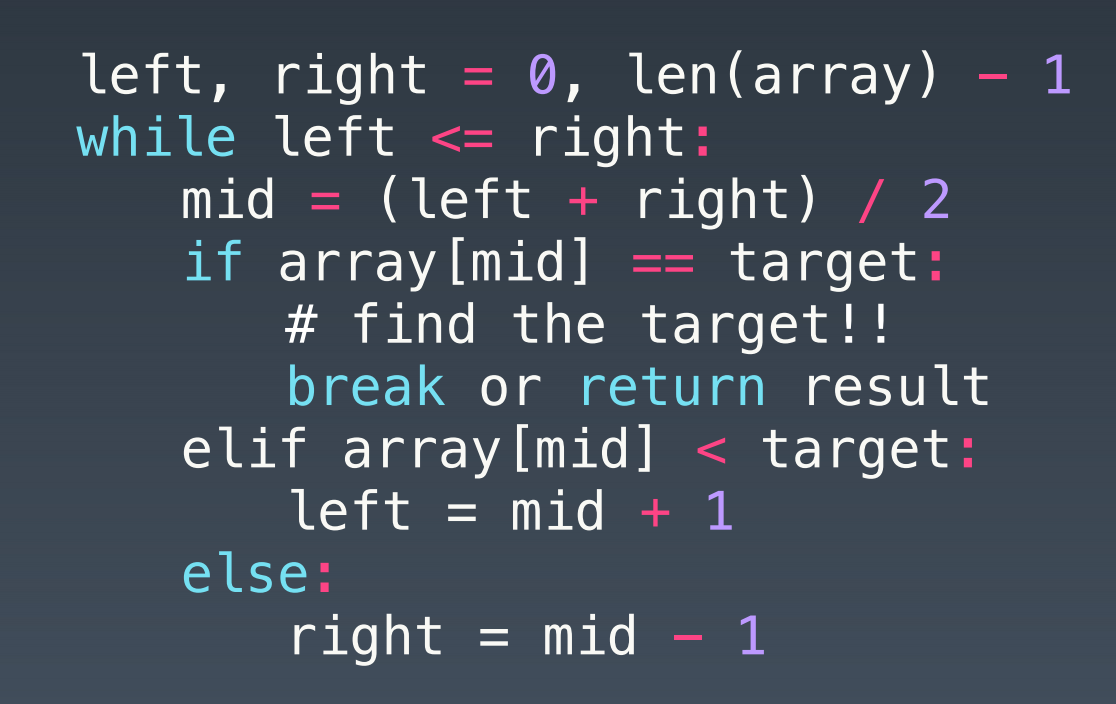 left, right = 0, len(array) - 1
while left <= right:
    mid = (left + right) / 2
    if array[mid] == target:
        # find the target!!
        break or return result
    elif array[mid] < target:
        left = mid + 1
    else:
        right = mid - 1